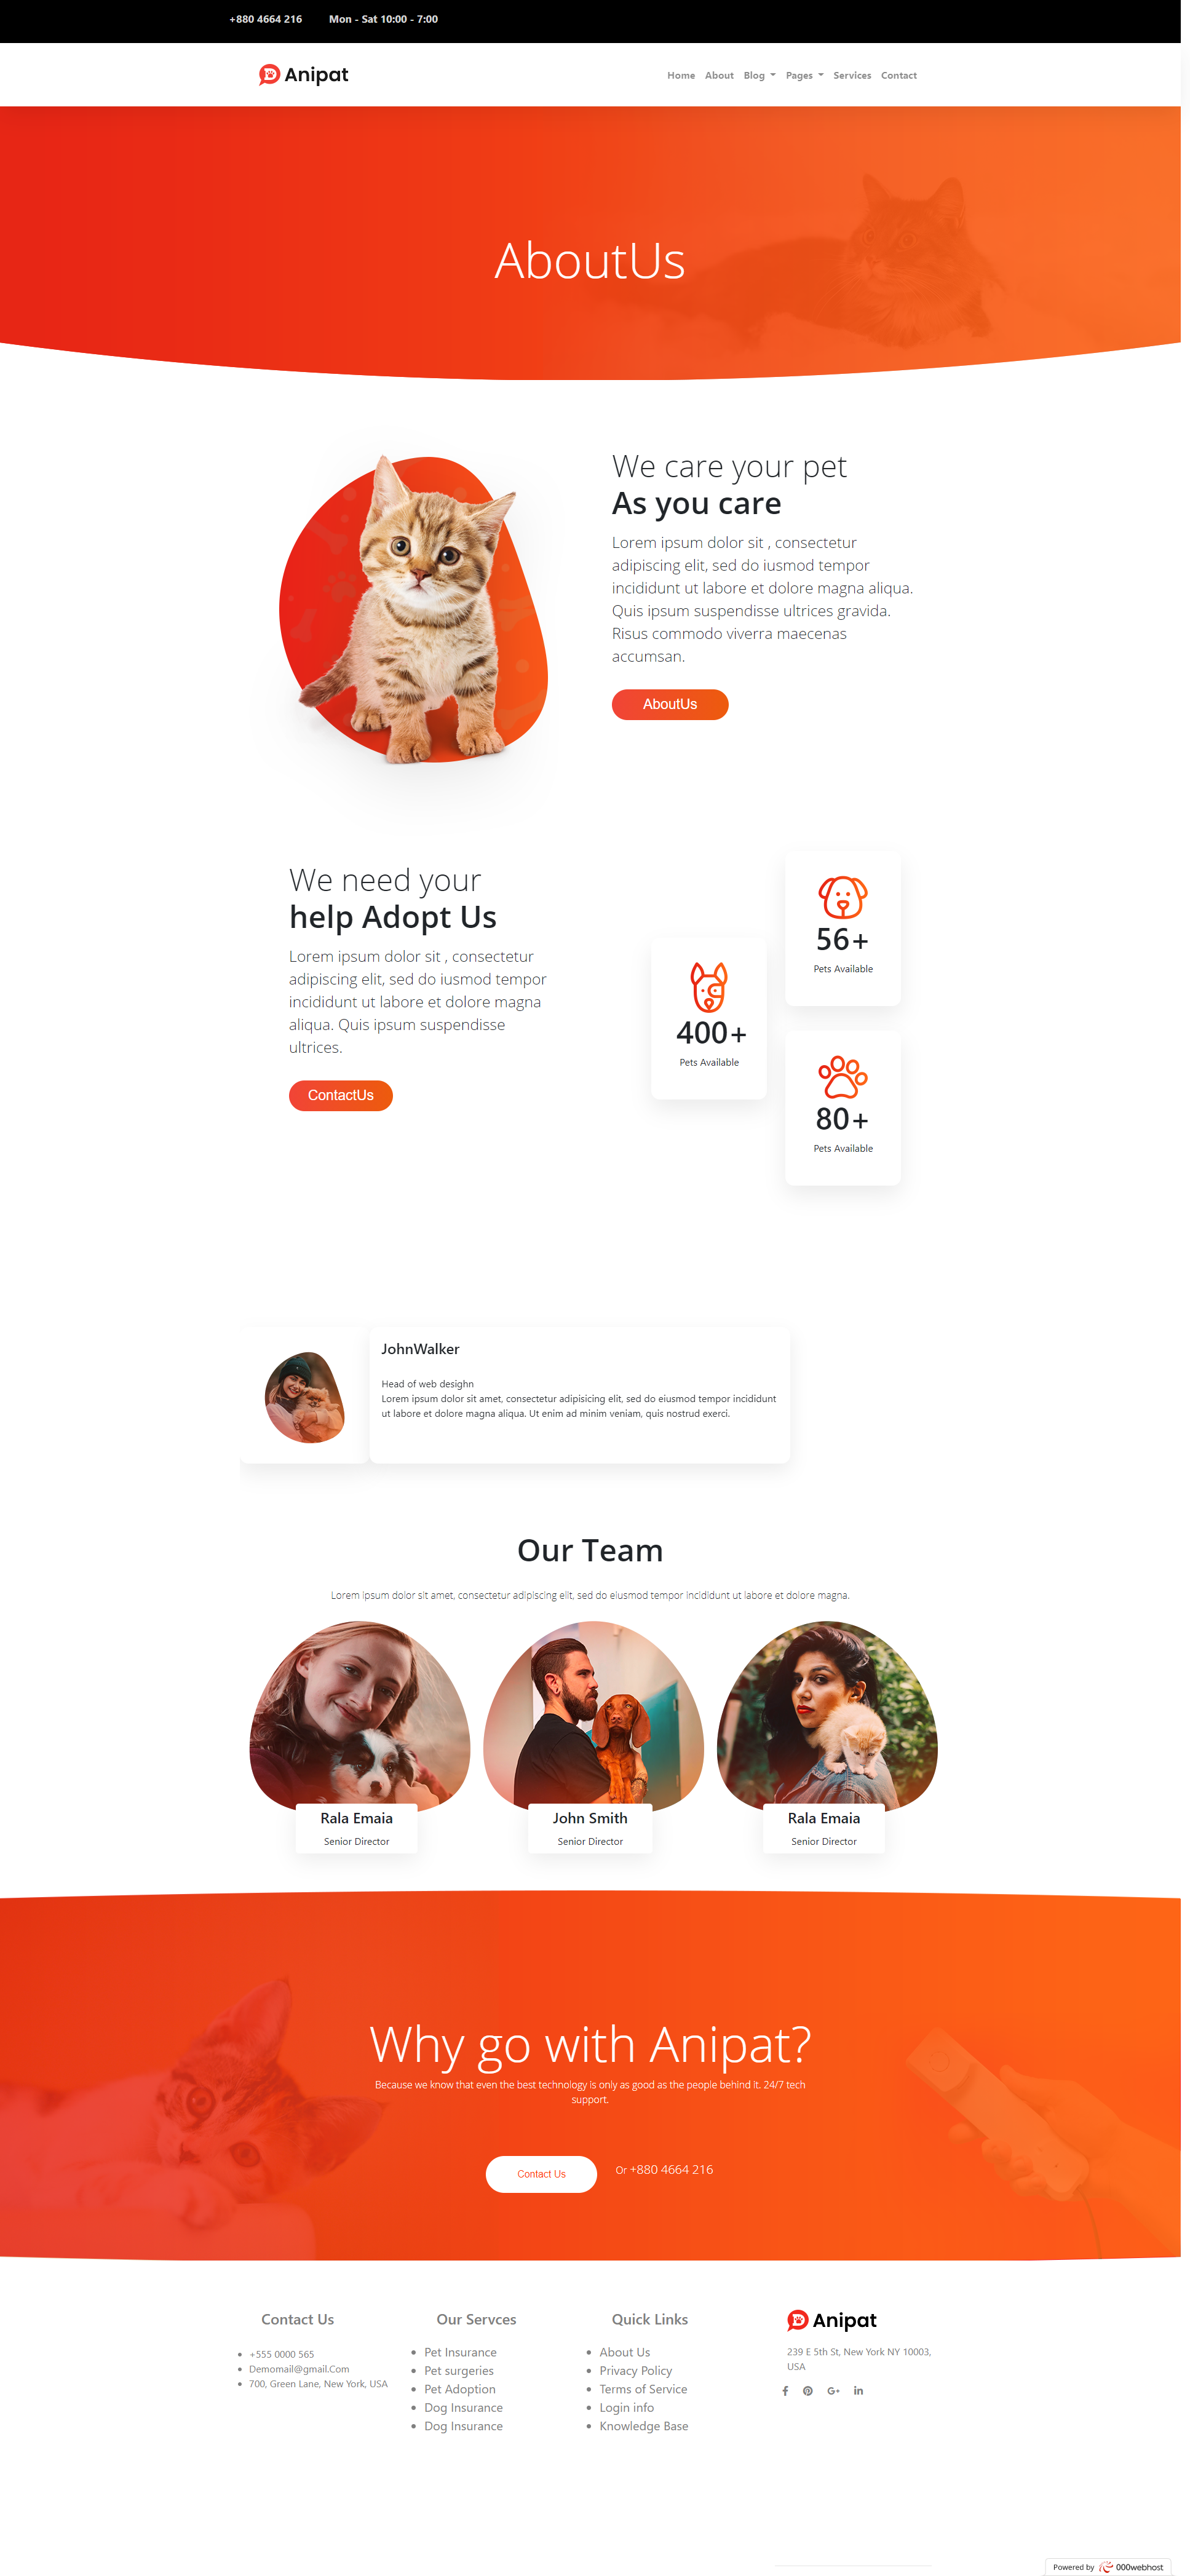 +880 4664 216 Mon - Sat 10:00 - 7:00
Anipat
Home About Blog Pages Services Contact
AboutUs
We care your pet
As you care
Lorem ipsum dolor sit , consectetur
adipiscing elit, sed do iusmod tempor
incididunt ut labore et dolore magna aliqua.
Quis ipsum suspendisse ultrices gravida.
Risus commodo viverra maecenas
accumsan.
AboutUs
We need your
help Adopt Us
Lorem ipsum dolor sit , consectetur
adipiscing elit, sed do iusmod tempor
incididunt ut labore et dolore magna
aliqua. Quis ipsum suspendisse
ultrices.
ContactUs
56+
Pets Available
400+
Pets Available
80+
Pets Available
JohnWalker
Head of web desighn
Lorem ipsum dolor sit amet, consectetur adipisicing elit, sed do eiusmod tempor incididunt
ut labore et dolore magna aliqua. Ut enim ad minim veniam, quis nostrud exerci.
Our Team
Lorem ipsum dolor sit amet, consectetur adipiscing elit, sed do eiusmod tempor incididunt ut labore et dolore magna.
Rala Emaia
Senior Director
John Smith
Senior Director
Rala Emaia
Senior Director
Why go with Anipat?
Because we know that even the best technology is only as good as the people behind it. 24/7 tech
support.
Contact Us
Or +880 4664 216
Contact Us
+555 0000 565
Demomail@gmail.Com
700, Green Lane, New York, USA
Our Servces
Pet Insurance
Pet surgeries
Pet Adoption
Dog Insurance
Dog Insurance
Quick Links
About Us
Privacy Policy
Terms of Service
Login info
Knowledge Base
Anipat
239 E 5th St, New York NY 10003,
USA
Powered by 000webhost